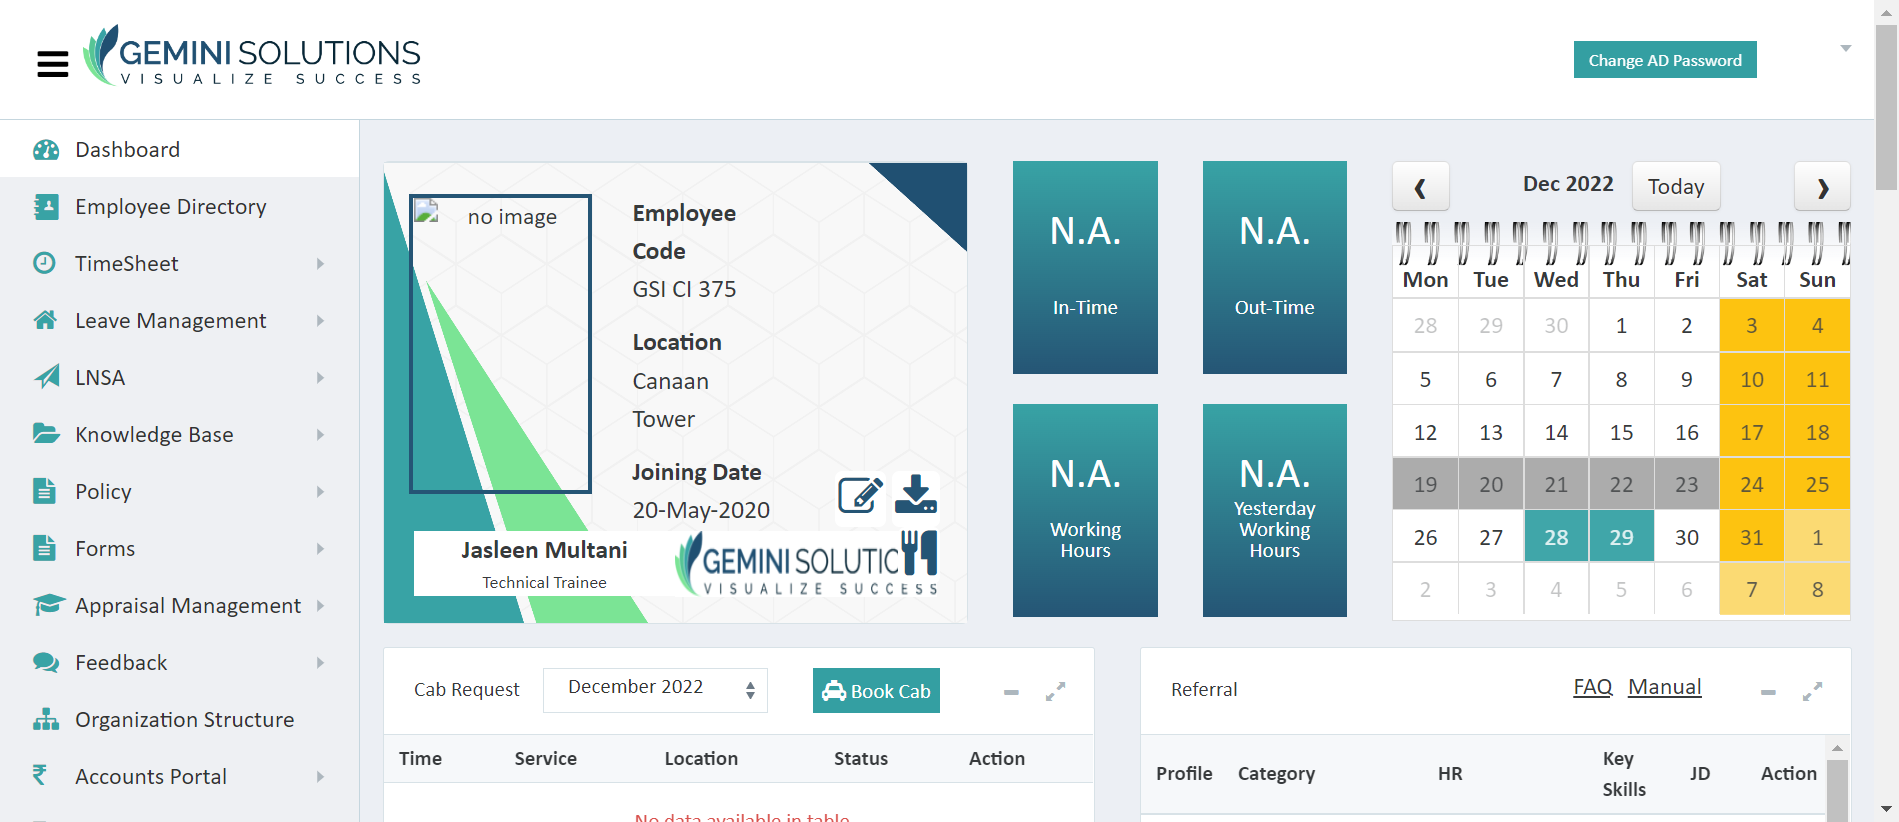 GEMINI SOLUTIONS
VISUALIZE SUCCESS
Change AD Password
Dashboard
Employee Directory
TimeSheet
Leave Management
LNSA
Knowledge Base
Policy
Forms
Appraisal Management
Feedback
Organization Structure
Accounts Portal
no image
Employee
Code
GSI CI 375
Location
Canaan
Tower
Joining Date
20-May-2020
Jasleen Multani
Technical Trainee
GEMINI SOLUTIC
VISUALIZE SUCCESS
N.A.
In-Time
N.A.
Out-Time
N.A.
Working
Hours
N.A.
Yesterday
Working
Hours
Dec 2022 Today
Mon Tue Wed Thu Fri Sat Sun
28 29 30 1 2 3 4
5 6 7 8 9 10 11
12 13 14 15 16 17 18
19 20 21 22 23 24 25
26 27 28 29 30 31 1
2 3 4 5 6 7 8
Cab Request December 2022 Book Cab
Time Service Location Status Action
No data available in table
Referral FAQ Manual
Profile Category HR Key Skills JD Action